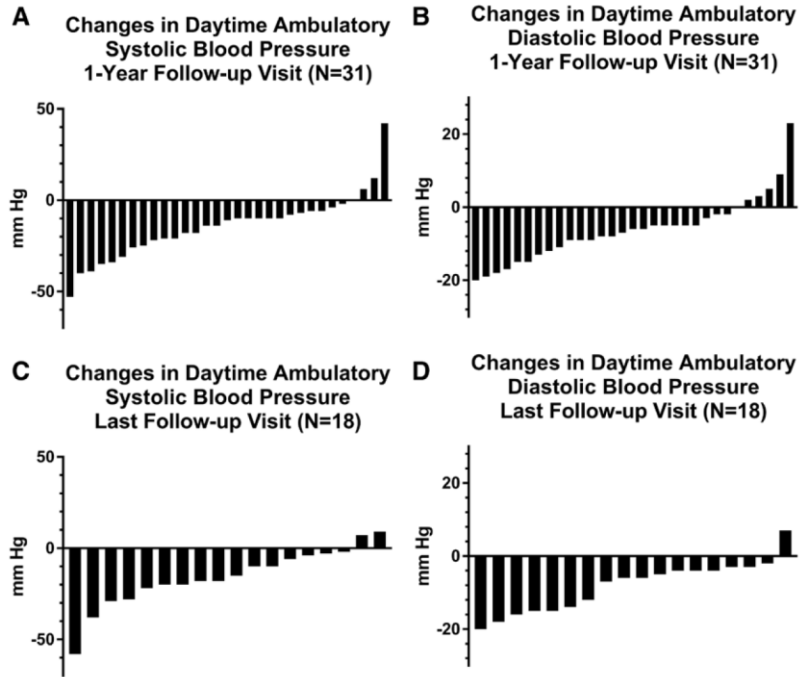 A
Changes in Daytime Ambulatory
Systolic Blood Pressure
1-Year Follow-up Visit (N=31)
50
0
-50
mm Hg
B
Changes in Daytime Ambulatory
Diastolic Blood Pressure
1-Year Follow-up Visit (N=31)
20
0
-20
mm Hg
C
Changes in Daytime Ambulatory
Systolic Blood Pressure
Last Follow-up Visit (N=18)
50
0
-50
mm Hg
D
Changes in Daytime Ambulatory
Diastolic Blood Pressure
Last Follow-up Visit (N=18)
20
0
-20
mm Hg